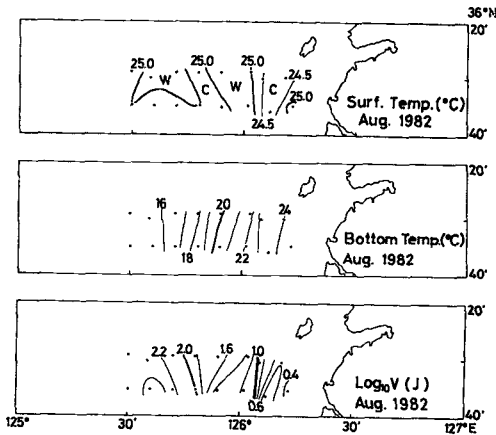 36°N
20'
25.0 25.0 25.0
W C W C 24.5
25.0
24.5
Surf. Temp.(°C)
Aug. 1982
40'
20'
16 20 24
18 22
Bottom Temp.(°C)
Aug. 1982
40'
20'
2.2 2.0 1.6 1.0
0.4
0.6
Log₁₀V (J)
Aug. 1982
40'
125° 30' 126° 30' 127°E